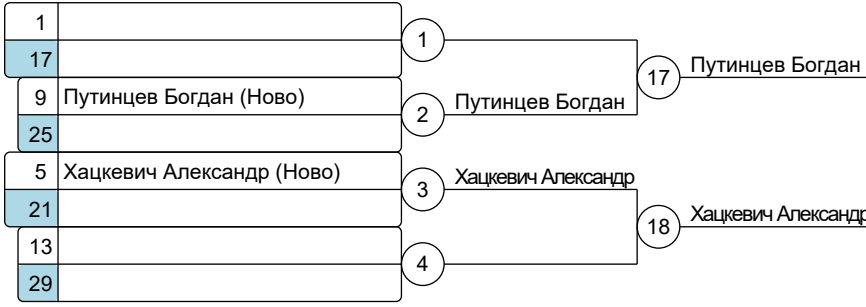 1
1
17
17 Путинцев Богдан
9 Путинцев Богдан (Ново)
2 Путинцев Богдан
25
5 Хацкевич Александр (Ново)
3 Хацкевич Александр
21
18 Хацкевич Александр
13
4
29